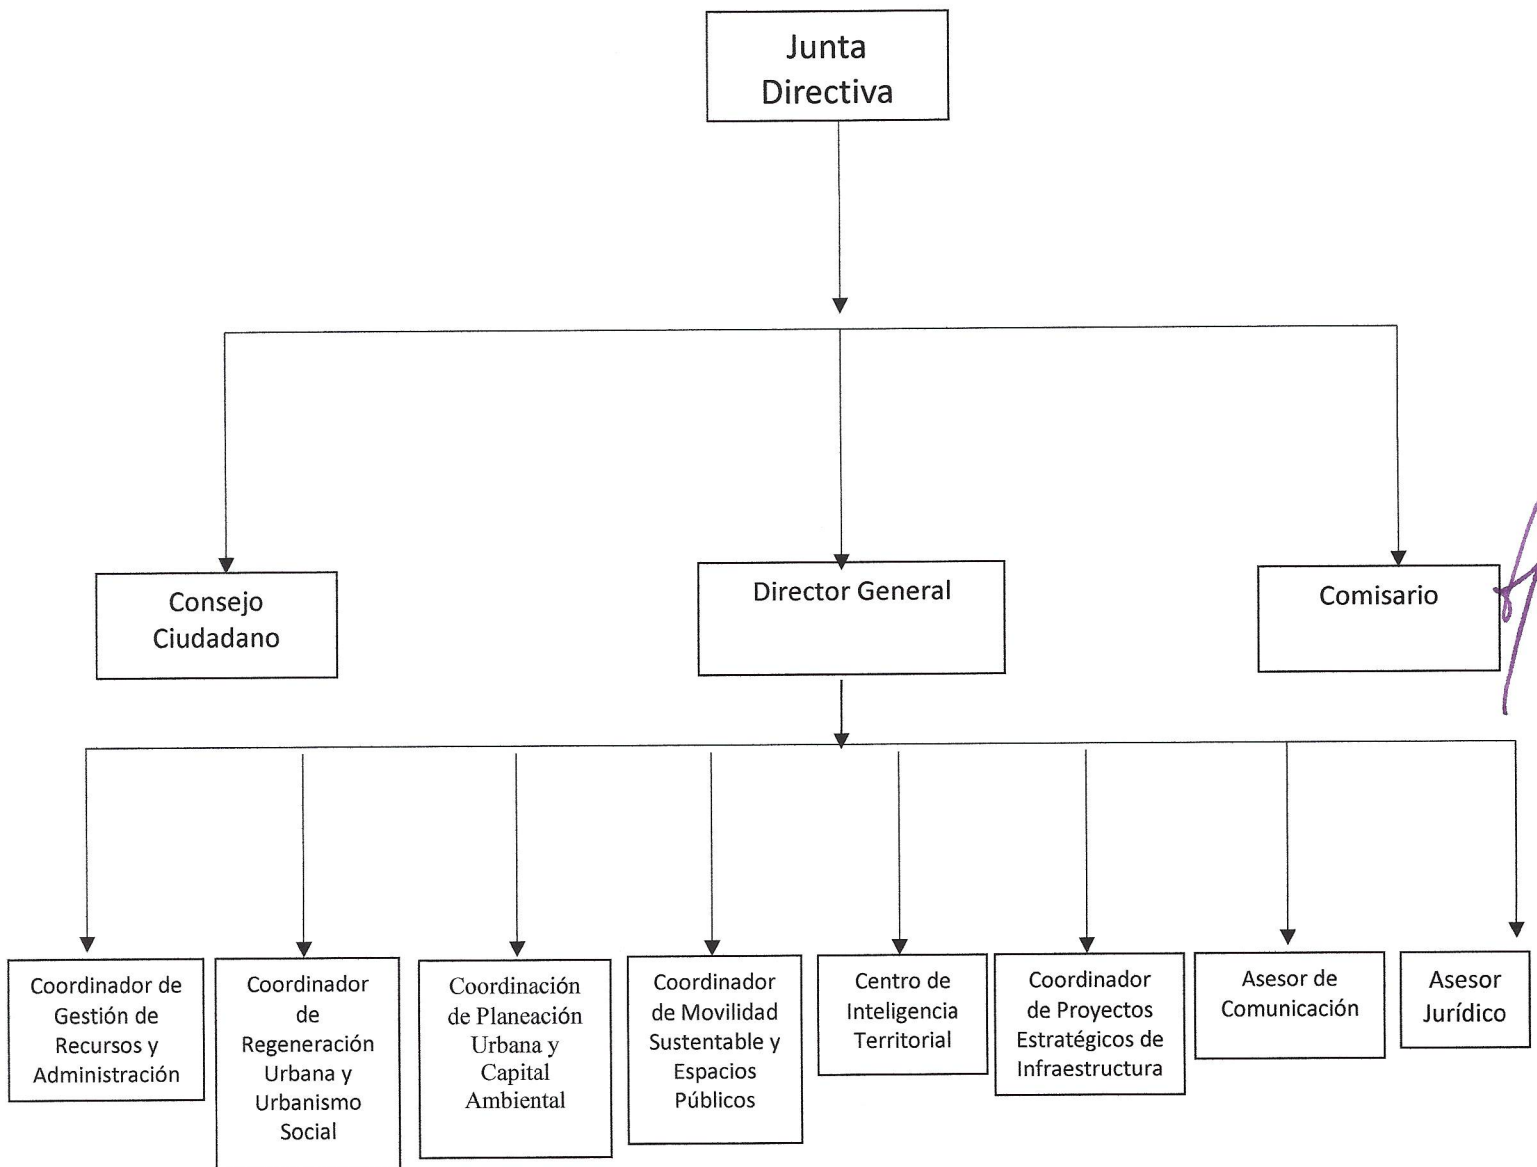 Junta
Directiva
Consejo
Ciudadano
Director General
Comisario
Coordinador de
Gestión de
Recursos y
Administración
Coordinador
de
Regeneración
Urbana y
Urbanismo
Social
Coordinación
de Planeación
Urbana y
Capital
Ambiental
Coordinador
de Movilidad
Sustentable y
Espacios
Públicos
Centro de
Inteligencia
Territorial
Coordinador
de Proyectos
Estratégicos de
Infraestructura
Asesor de
Comunicación
Asesor
Jurídico